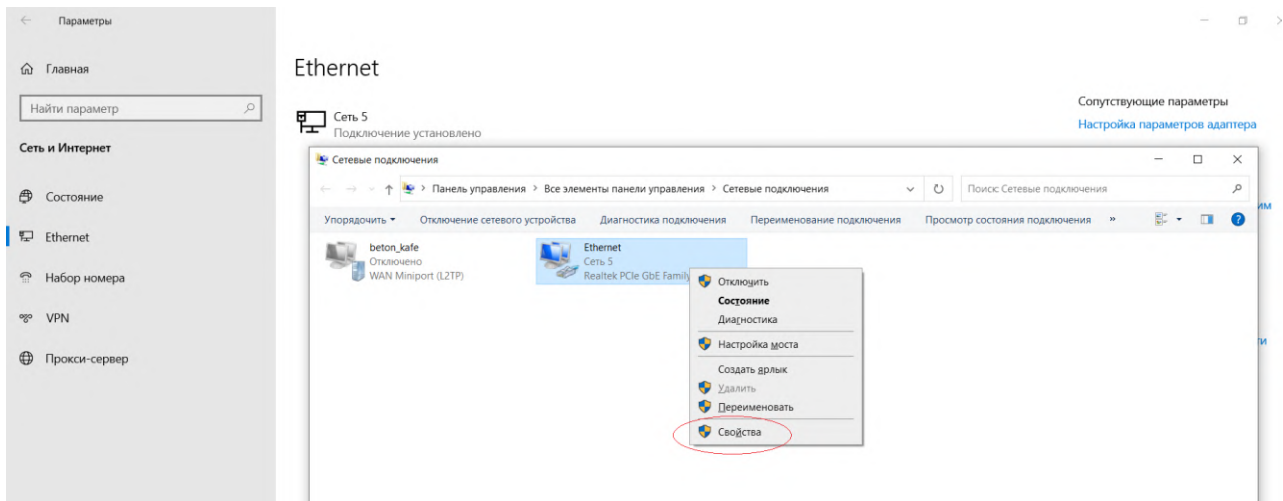 Параметры
Главная
Найти параметр
Сеть и Интернет
Состояние
Ethernet
Набор номера
VPN
Прокси-сервер
Ethernet
Сеть 5
Подключение установлено
Сопутствующие параметры
Настройка параметров адаптера
Сетевые подключения
Панель управления > Все элементы панели управления > Сетевые подключения
Поиск: Сетевые подключения
Упорядочить Отключение сетевого устройства Диагностика подключения Переименование подключения Просмотр состояния подключения »
beton_kafe
Отключено
WAN Miniport (L2TP)
Ethernet
Сеть 5
Realtek PCIe GbE Family
Отключить
Состояние
Диагностика
Настройка моста
Создать ярлык
Удалить
Переименовать
Свойства